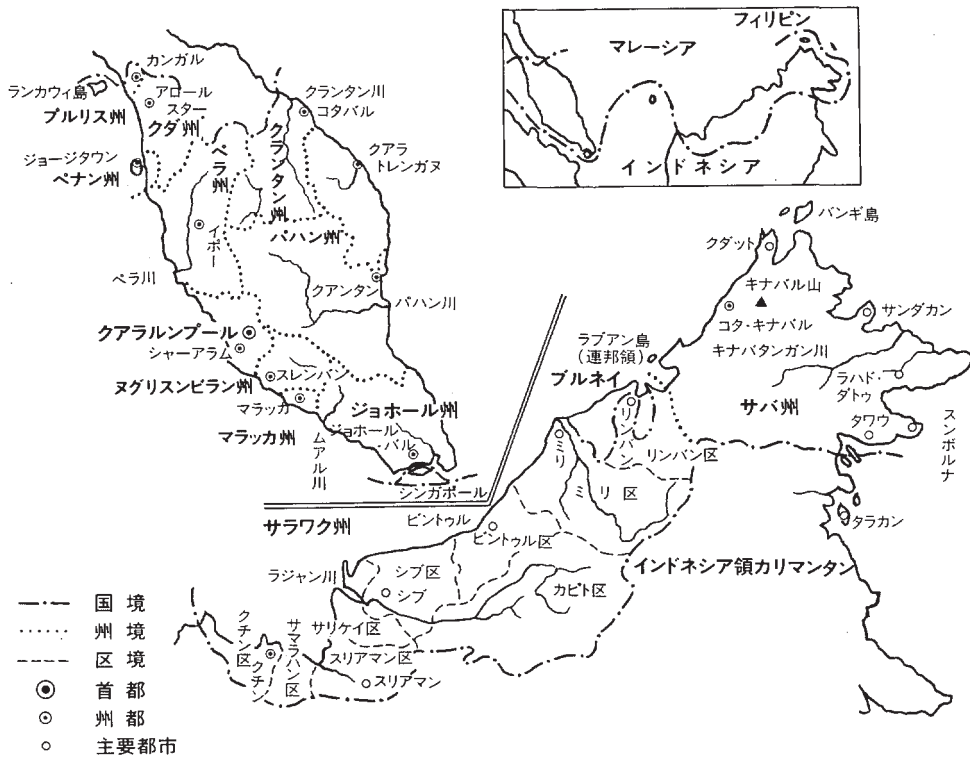 フィリピン
マレーシア
インドネシア
カンガル
ランカウィ島
アロール
スター
プルリス州
クダ州
クランタン川
コタバル
ジョージタウン
ペナン州
ペラ州
クランタン州
クアラ
トレンガヌ
イポー
パハン州
ペラ川
クアンタン
パハン川
クアラルンプール
シャーアラム
スレンバン
ヌグリスンビラン州
マラッカ
マラッカ州
ジョホール州
ジョホール
バル
ムアル川
シンガポール
バンギ島
クダット
キナバル山
コタ・キナバル
サンダカン
キナバタンガン川
ラハド・
ダトゥ
ラブアン島
(連邦領)
ブルネイ
サバ州
タワウ
スンポルナ
リンバン
リンバン区
ミリ
ミリ区
タラカン
サラワク州
ビントゥル
ビントゥル区
インドネシア領カリマンタン
ラジャン川
シブ区
シブ
カピト区
サリケイ区
スリアマン区
スリアマン
クチン区
クチン
サマラハン区
国境
州境
区境
首都
州都
主要都市